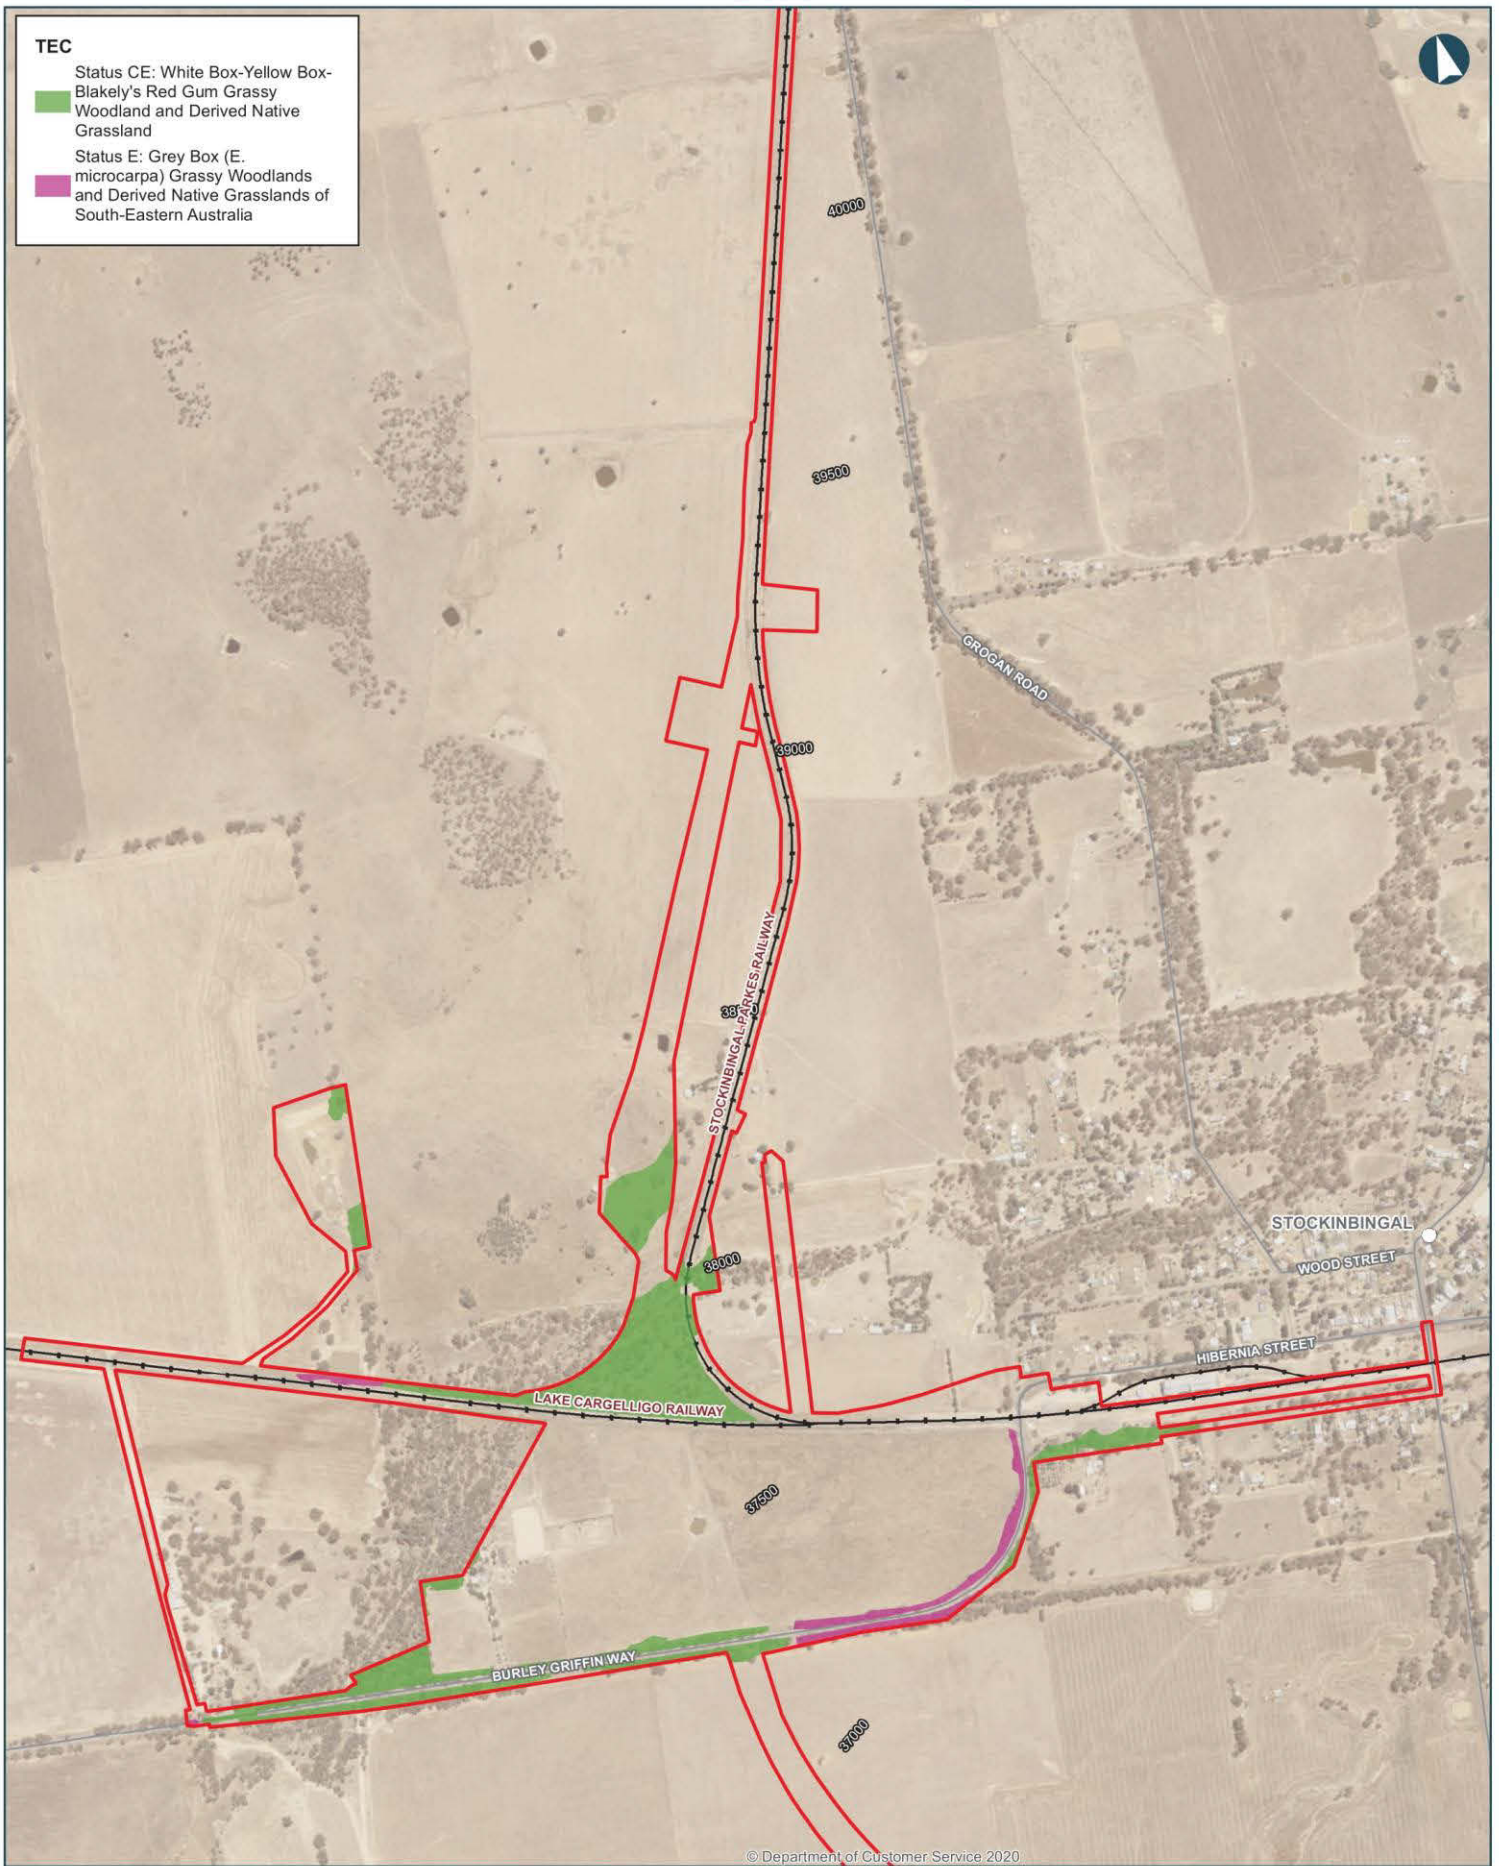 TEC
Status CE: White Box-Yellow Box-
Blakely's Red Gum Grassy
Woodland and Derived Native
Grassland
Status E: Grey Box (E.
microcarpa) Grassy Woodlands
and Derived Native Grasslands of
South-Eastern Australia
40000
39500
GROGAN ROAD
39000
STOCKINBINGAL PARKES RAILWAY
38000
STOCKINBINGAL
WOOD STREET
HIBERNIA STREET
LAKE CARGELLIGO RAILWAY
37500
BURLEY GRIFFIN WAY
37000
© Department of Customer Service 2020